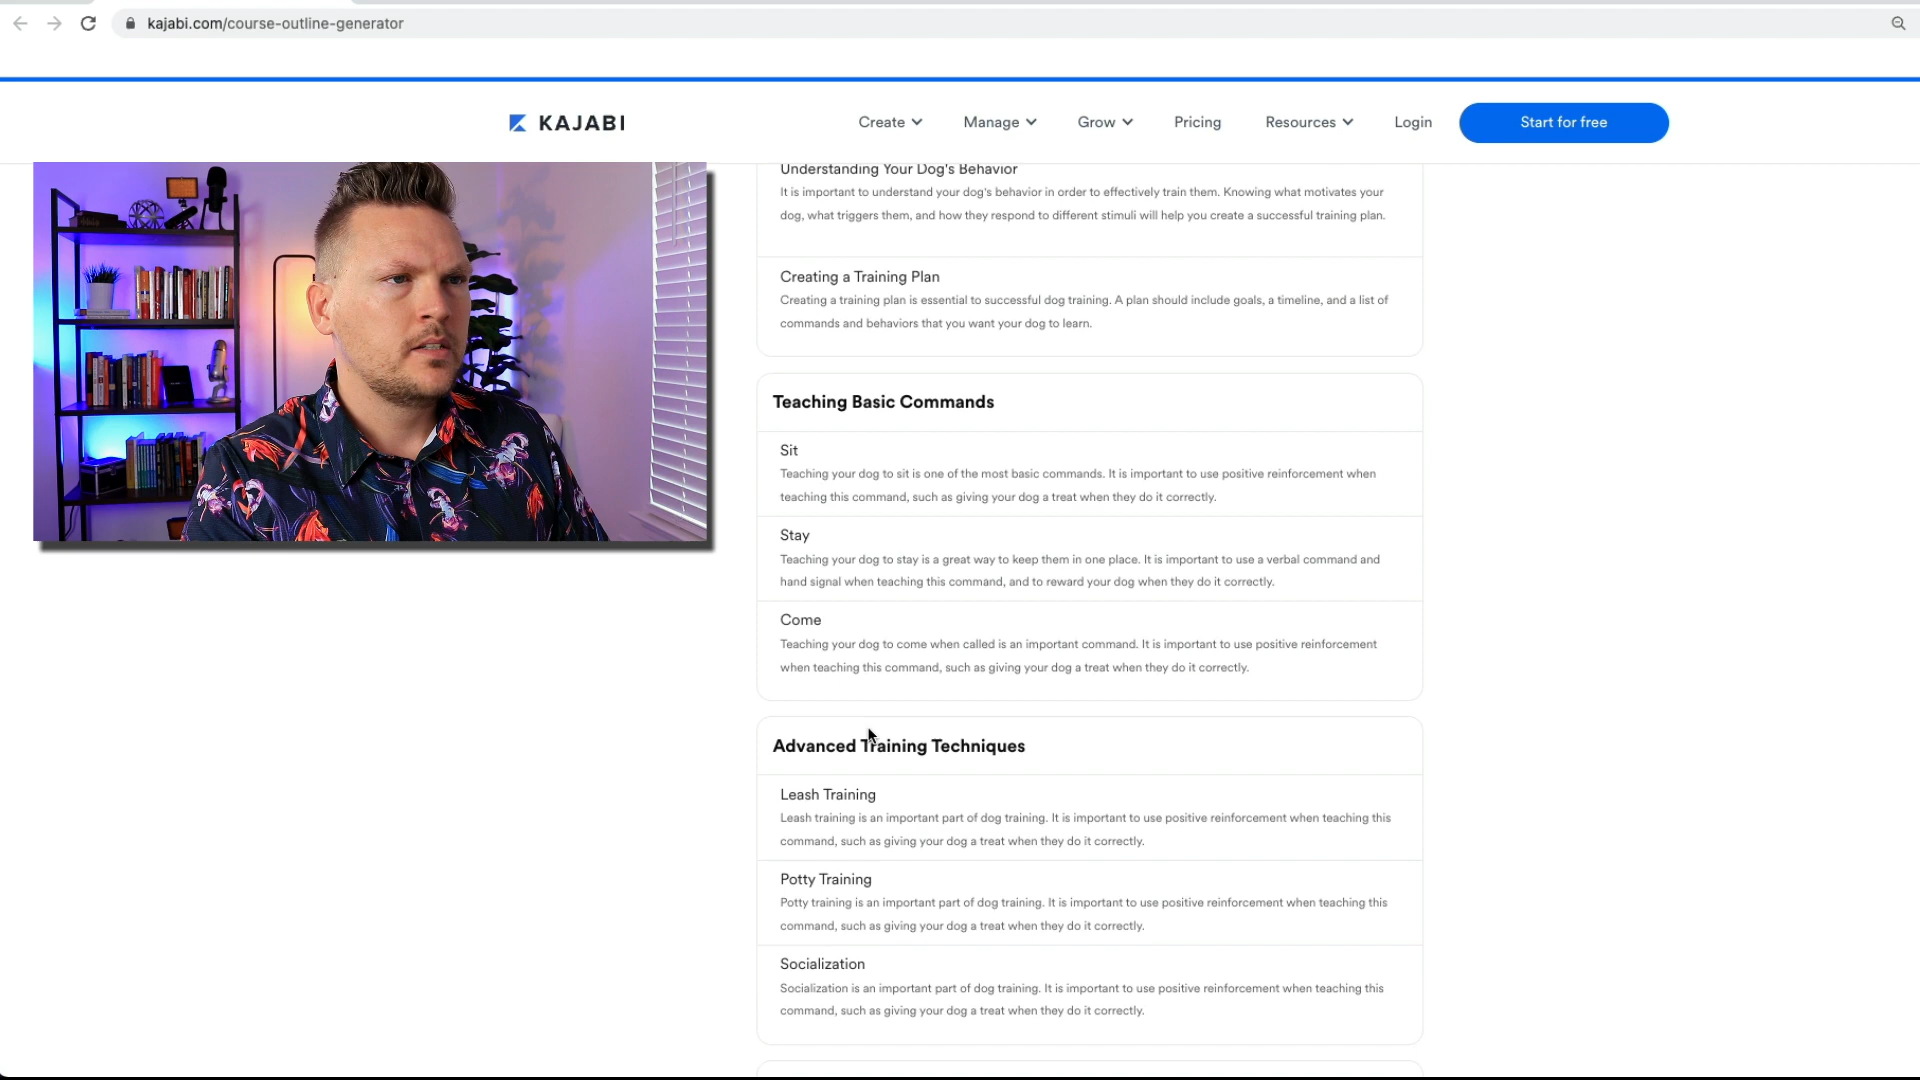 kajabi.com/course-outline-generator
KAJABI
Create
Manage
Grow
Pricing
Resources
Login
Start for free
Understanding Your Dog's Behavior
It is important to understand your dog's behavior in order to effectively train them. Knowing what motivates your
dog, what triggers them, and how they respond to different stimuli will help you create a successful training plan.
Creating a Training Plan
Creating a training plan is essential to successful dog training. A plan should include goals, a timeline, and a list of
commands and behaviors that you want your dog to learn.
Teaching Basic Commands
Sit
Teaching your dog to sit is one of the most basic commands. It is important to use positive reinforcement when
teaching this command, such as giving your dog a treat when they do it correctly.
Stay
Teaching your dog to stay is a great way to keep them in one place. It is important to use a verbal command and
hand signal when teaching this command, and to reward your dog when they do it correctly.
Come
Teaching your dog to come when called is an important command. It is important to use positive reinforcement
when teaching this command, such as giving your dog a treat when they do it correctly.
Advanced Training Techniques
Leash Training
Leash training is an important part of dog training. It is important to use positive reinforcement when teaching this
command, such as giving your dog a treat when they do it correctly.
Potty Training
Potty training is an important part of dog training. It is important to use positive reinforcement when teaching this
command, such as giving your dog a treat when they do it correctly.
Socialization
Socialization is an important part of dog training. It is important to use positive reinforcement when teaching this
command, such as giving your dog a treat when they do it correctly.